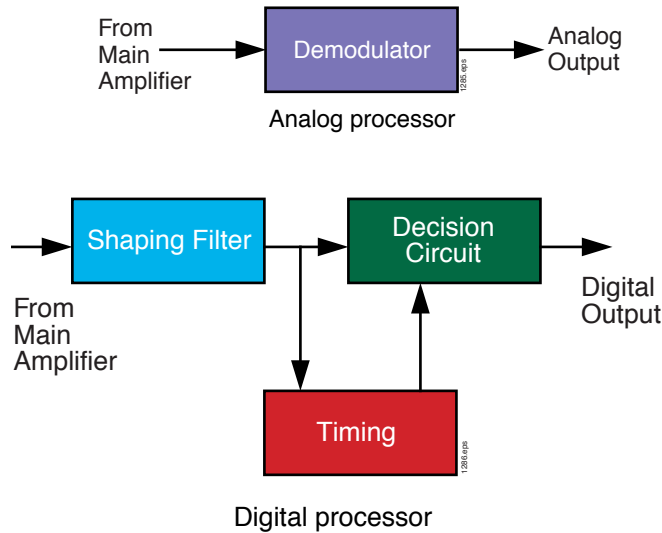 From
Main
Amplifier
Demodulator
Analog
Output
1285.eps
Analog processor
Shaping Filter
Decision
Circuit
From
Main
Amplifier
Digital
Output
Timing
1286.eps
Digital processor